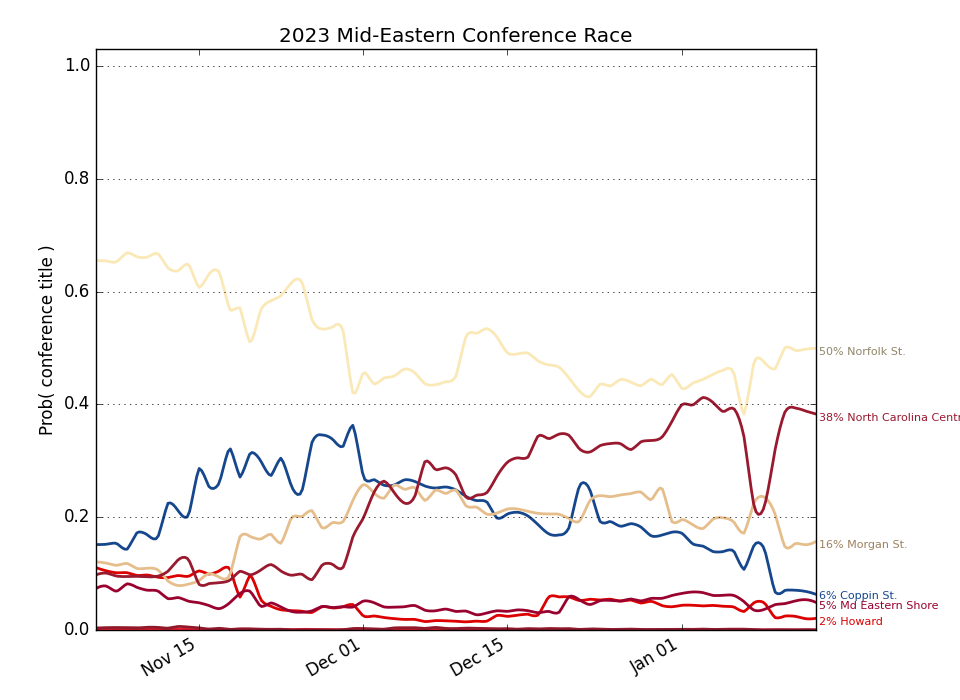 2023 Mid-Eastern Conference Race
Prob( conference title )
1.0
0.8
0.6
0.4
0.2
0.0
Nov 15
Dec 01
Dec 15
Jan 01
50% Norfolk St.
38% North Carolina Centr
16% Morgan St.
6% Coppin St.
5% Md Eastern Shore
2% Howard